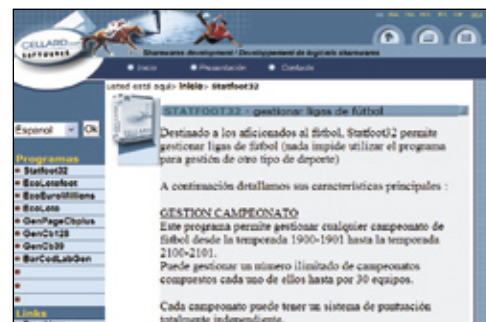 CELLARD
SOFTWARE
Sharewares development / Developpement de logiciels sharewares
Inicio
Presentación
Contacto
usted está aquí> Inicio> Statfoot32
STATFOOT32 - gestionar ligas de fútbol
Espanol
Ok
Destinado a los aficionados al fútbol, Statfoot32 permite
gestionar ligas de fútbol (nada impide utilizar el programa
para gestión de otro tipo de deporte)
A continuación detallamos sus características principales :
GESTION CAMPEONATO
Este programa permite gestionar cualquier campeonato de
fútbol desde la temporada 1900-1901 hasta la temporada
2100-2101.
Puede gestionar un número ilimitado de campeonatos
compuestos cada uno de ellos hasta por 30 equipos.
Cada campeonato puede tener un sistema de puntuación
totalmente independiente.
Programas
Statfoot32
EcoLotofoot
EcoEuroMillions
EcoLoto
GenPageCbplus
GenCb128
GenCb39
BarCodLabGen
Links